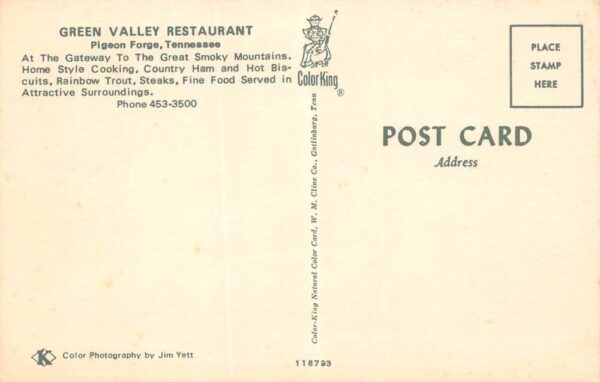 GREEN VALLEY RESTAURANT
Pigeon Forge, Tennessee
At The Gateway To The Great Smoky Mountains.
Home Style Cooking, Country Ham and Hot Bis-
cuits, Rainbow Trout, Steaks, Fine Food Served in
Attractive Surroundings.
Phone 453-3500
Color King ®
Color-King Natural Color Card, W. M. Cline Co., Gatlinburg, Tenn
PLACE
STAMP
HERE
POST CARD
Address
K Color Photography by Jim Yett
118793